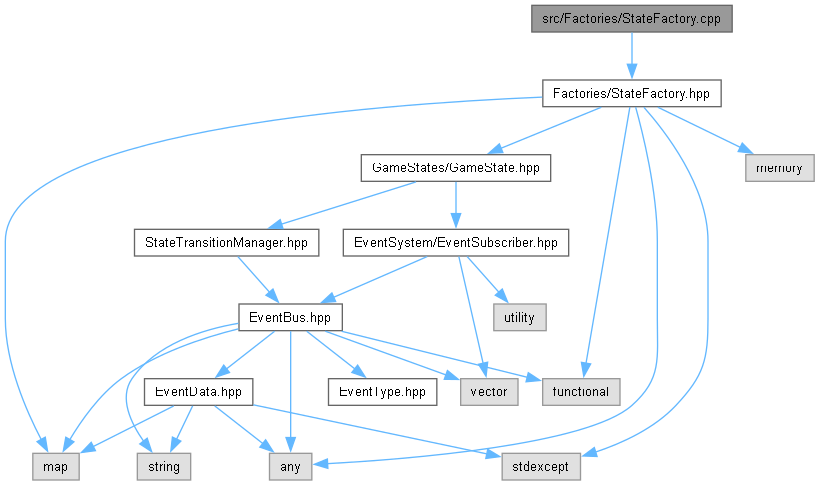 src/Factories/StateFactory.cpp
Factories/StateFactory.hpp
GameStates/GameState.hpp
memory
StateTransitionManager.hpp
EventSystem/EventSubscriber.hpp
EventBus.hpp
utility
EventData.hpp
EventType.hpp
vector
functional
map
string
any
stdexcept